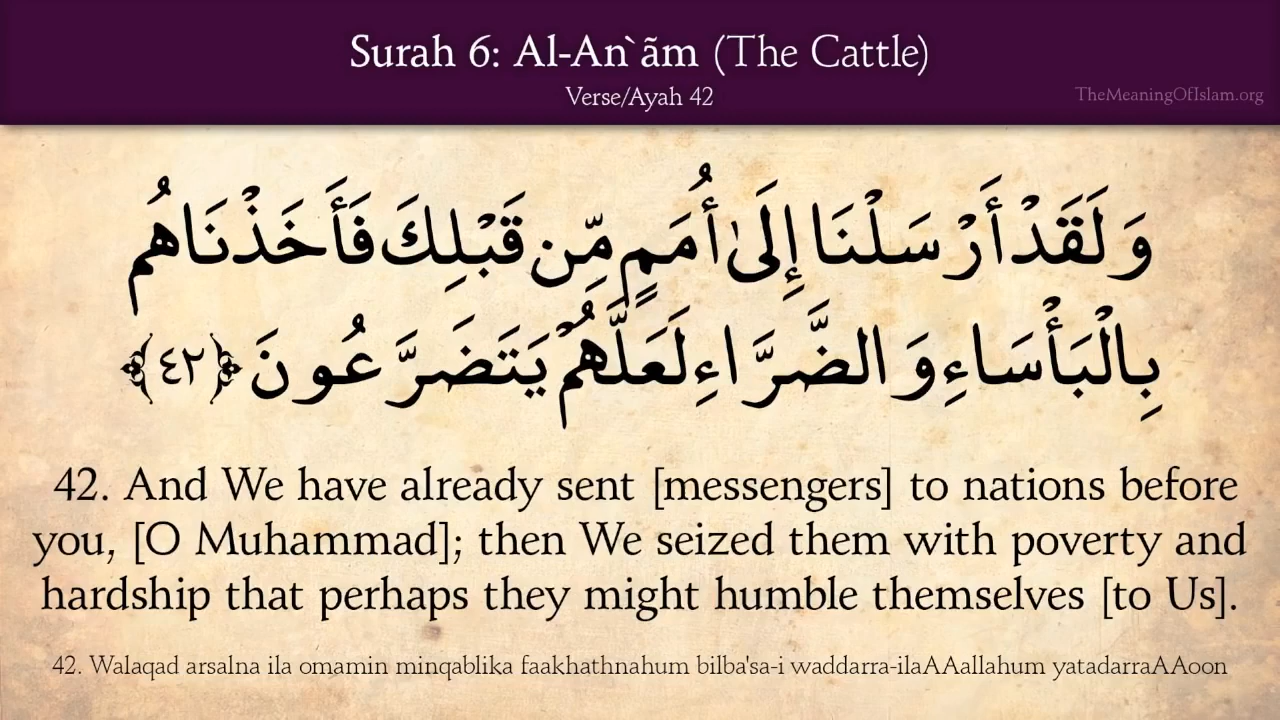 Surah 6: Al-An`ãm (The Cattle)
Verse/Ayah 42
TheMeaningOfIslam.org
وَلَقَدْ أَرْسَلْنَا إِلَىٰ أُمَمٍ مِّن قَبْلِكَ فَأَخَذْنَاهُم
بِالْبَأْسَاءِ وَالضَّرَّاءِ لَعَلَّهُمْ يَتَضَرَّعُونَ ﴿٤٢﴾
42. And We have already sent [messengers] to nations before
you, [O Muhammad]; then We seized them with poverty and
hardship that perhaps they might humble themselves [to Us].
42. Walaqad arsalna ila omamin minqablika faakhathnahum bilba'sa-i waddarra-ilaAAallahum yatadarraAAoon